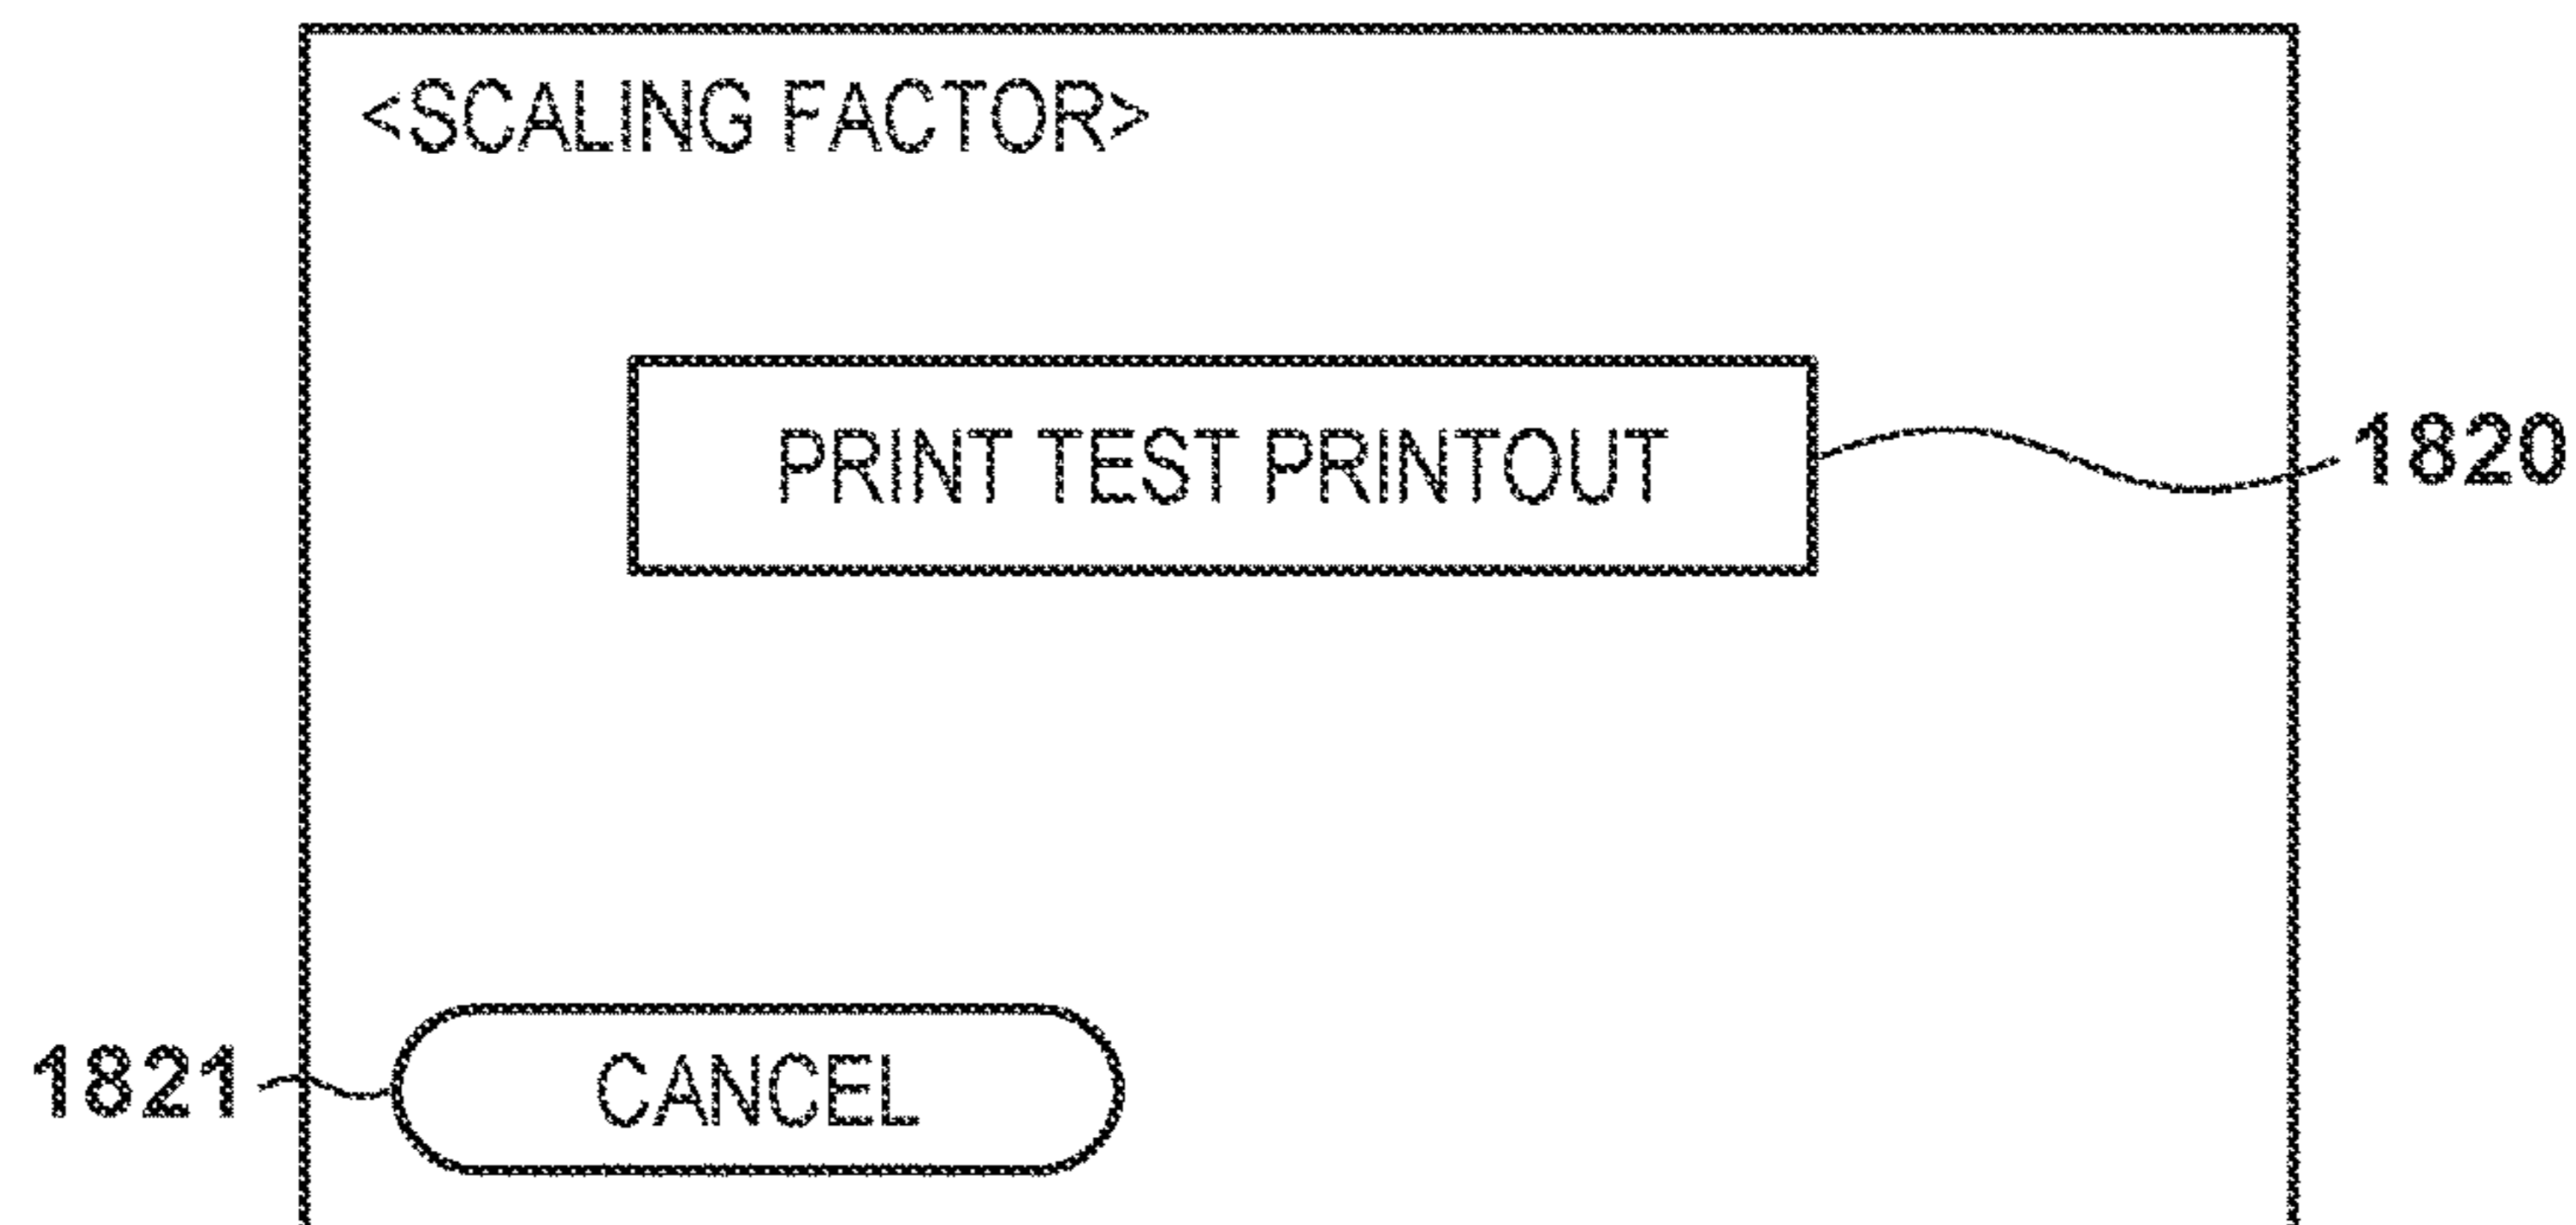 <SCALING FACTOR>
PRINT TEST PRINTOUT
1820
1821
CANCEL